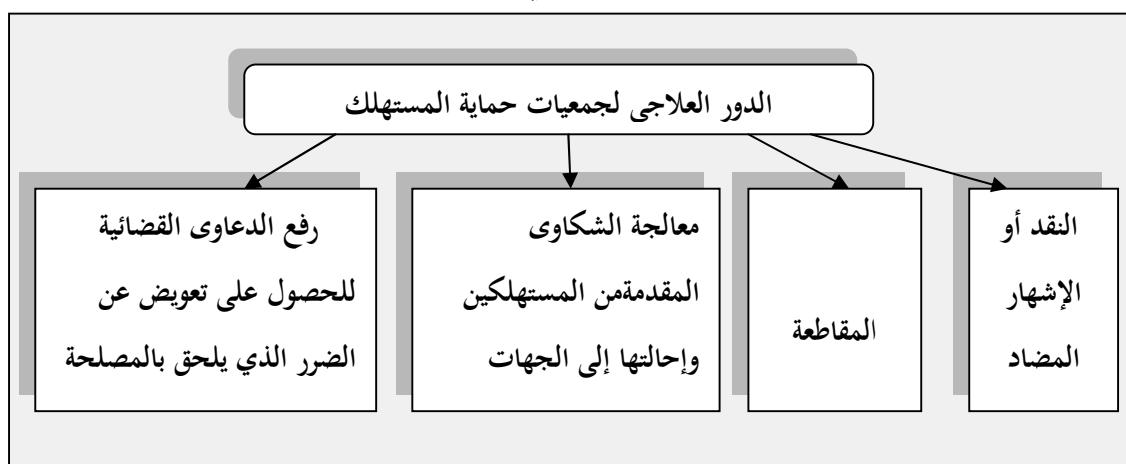 الدور العلاجى لجمعيات حماية المستهلك
النقد أو
الإشهار
المضاد
المقاطعة
معالجة الشكاوى
المقدمةمن المستهلكين
وإحالتها إلى الجهات
رفع الدعاوى القضائية
للحصول على تعويض عن
الضرر الذي يلحق بالمصلحة